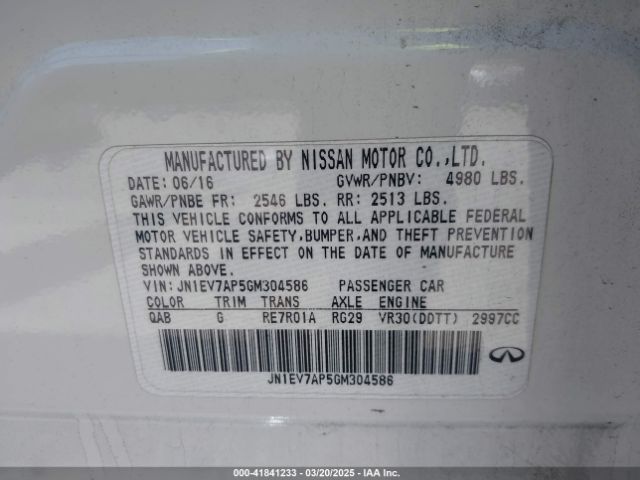 MANUFACTURED BY NISSAN MOTOR CO.,LTD.
DATE: 06/16 GVWR/PNBV: 4980 LBS.
GAWR/PNBE FR: 2546 LBS. RR: 2513 LBS.
THIS VEHICLE CONFORMS TO ALL APPLICABLE FEDERAL
MOTOR VEHICLE SAFETY,BUMPER,AND THEFT PREVENTION
STANDARDS IN EFFECT ON THE DATE OF MANUFACTURE
SHOWN ABOVE.
VIN: JN1EV7AP5GM304586 PASSENGER CAR
COLOR TRIM TRANS AXLE ENGINE
QAB G RE7R01A RG29 VR30(DDTT) 2997CC
JN1EV7AP5GM304586
000-41841233 — 03/20/2025 — IAA Inc.